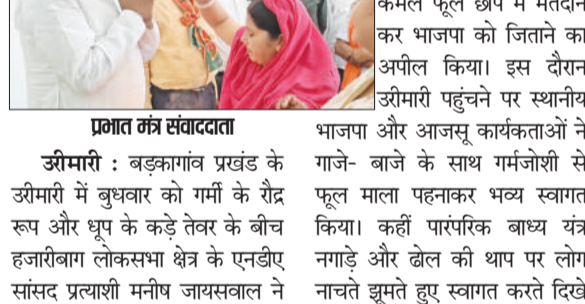 प्रभात मंत्र संवाददाता
उरीमारी : बड़कागांव प्रखंड के
उरीमारी में बुधवार को गर्मी के रौद्र
रूप और धूप के कड़े तेवर के बीच
हजारीबाग लोकसभा क्षेत्र के एनडीए
सांसद प्रत्याशी मनीष जायसवाल ने
कमल फूल छाप में मतदान
कर भाजपा को जिताने का
अपील किया। इस दौरान
उरीमारी पहुंचने पर स्थानीय
भाजपा और आजसू कार्यकताओं ने
गाजे- बाजे के साथ गर्मजोशी से
फूल माला पहनाकर भव्य स्वागत
किया। कहीं पारंपरिक बाध्य यंत्र
नगाड़े और ढोल की थाप पर लोग
नाचते झूमते हुए स्वागत करते दिखे